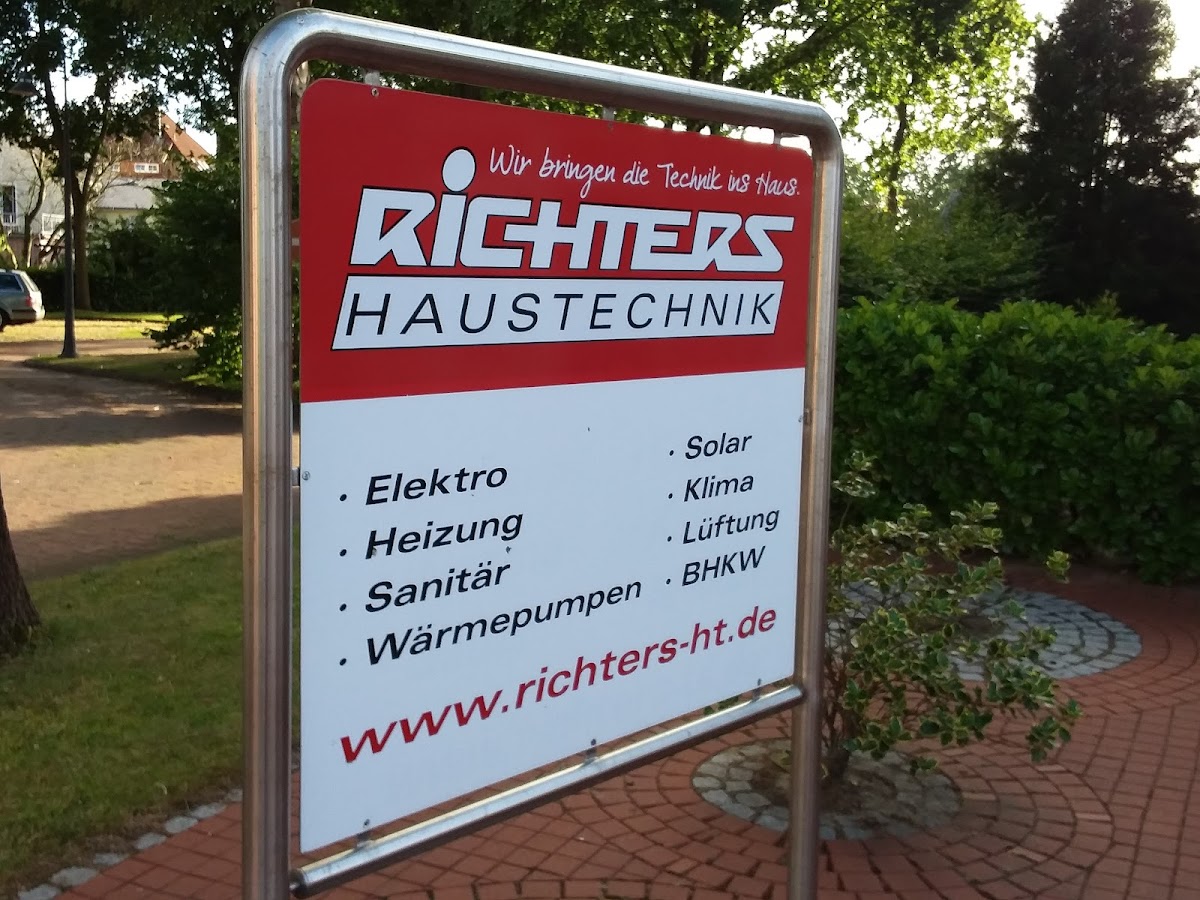 Wir bringen die Technik ins Haus.
RiCHTERS
HAUSTECHNIK
· Elektro
· Heizung
· Sanitär
· Wärmepumpen
· Solar
· Klima
· Lüftung
· BHKW
www.richters-ht.de